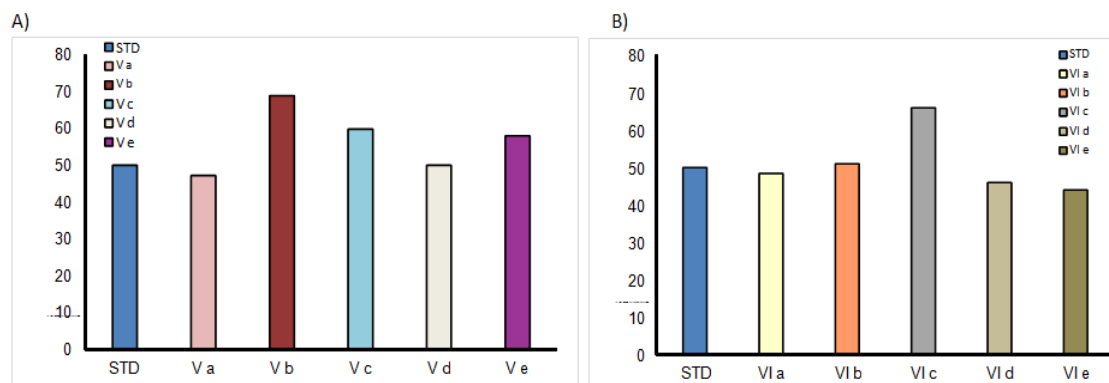 A)
80
70
60
50
40
30
20
10
0
STD
V a
V b
V c
V d
V e
STD V a V b V c V d V e
B)
80
70
60
50
40
30
20
10
0
STD
VI a
VI b
VI c
VI d
VI e
STD VI a VI b VI c VI d VI e